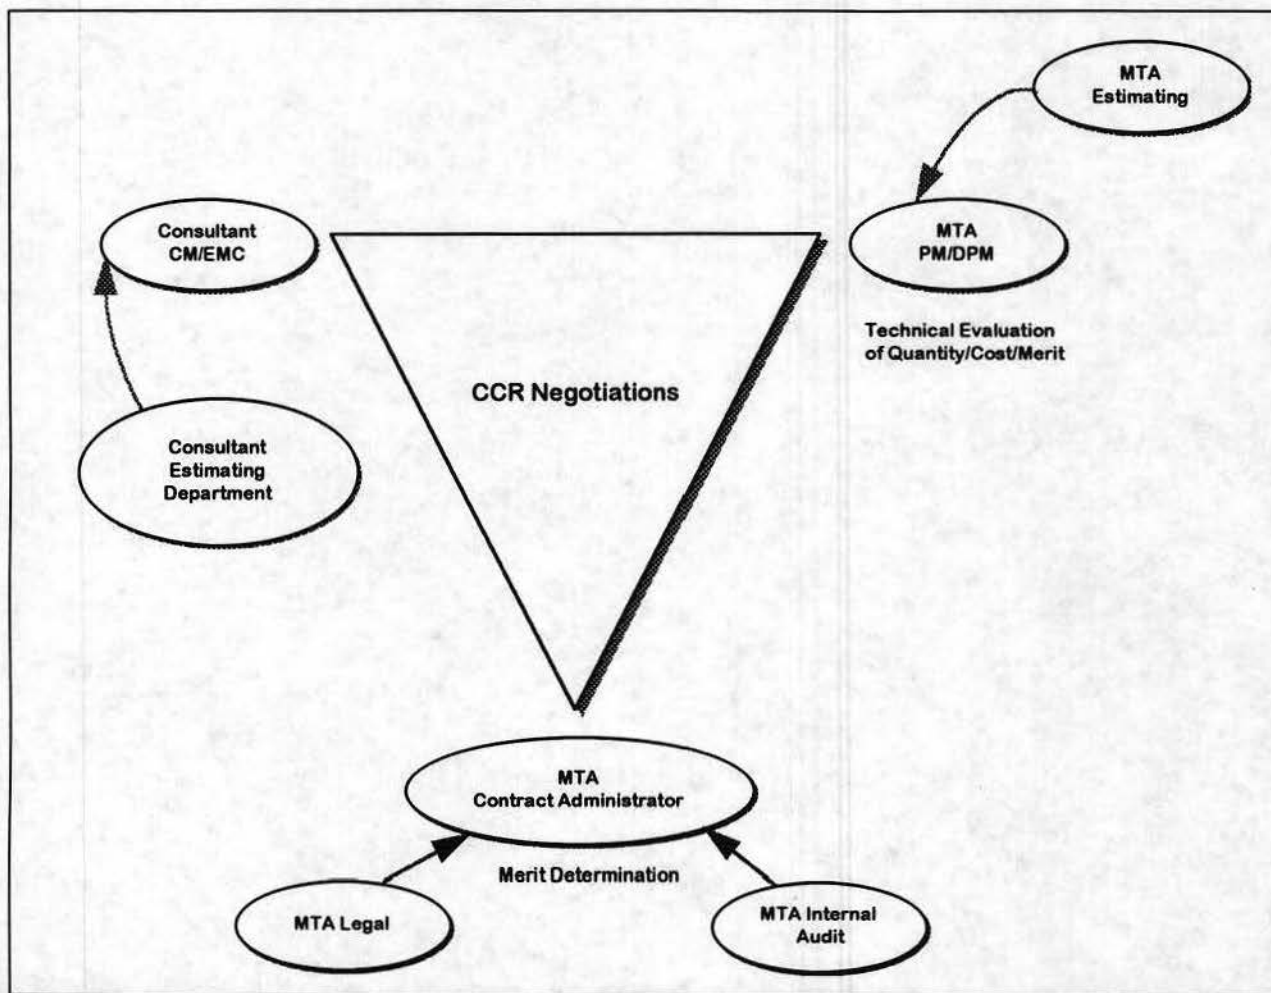 MTA
Estimating
Consultant
CM/EMC
MTA
PM/DPM
Technical Evaluation
of Quantity/Cost/Merit
CCR Negotiations
Consultant
Estimating
Department
MTA
Contract Administrator
Merit Determination
MTA Legal
MTA Internal
Audit